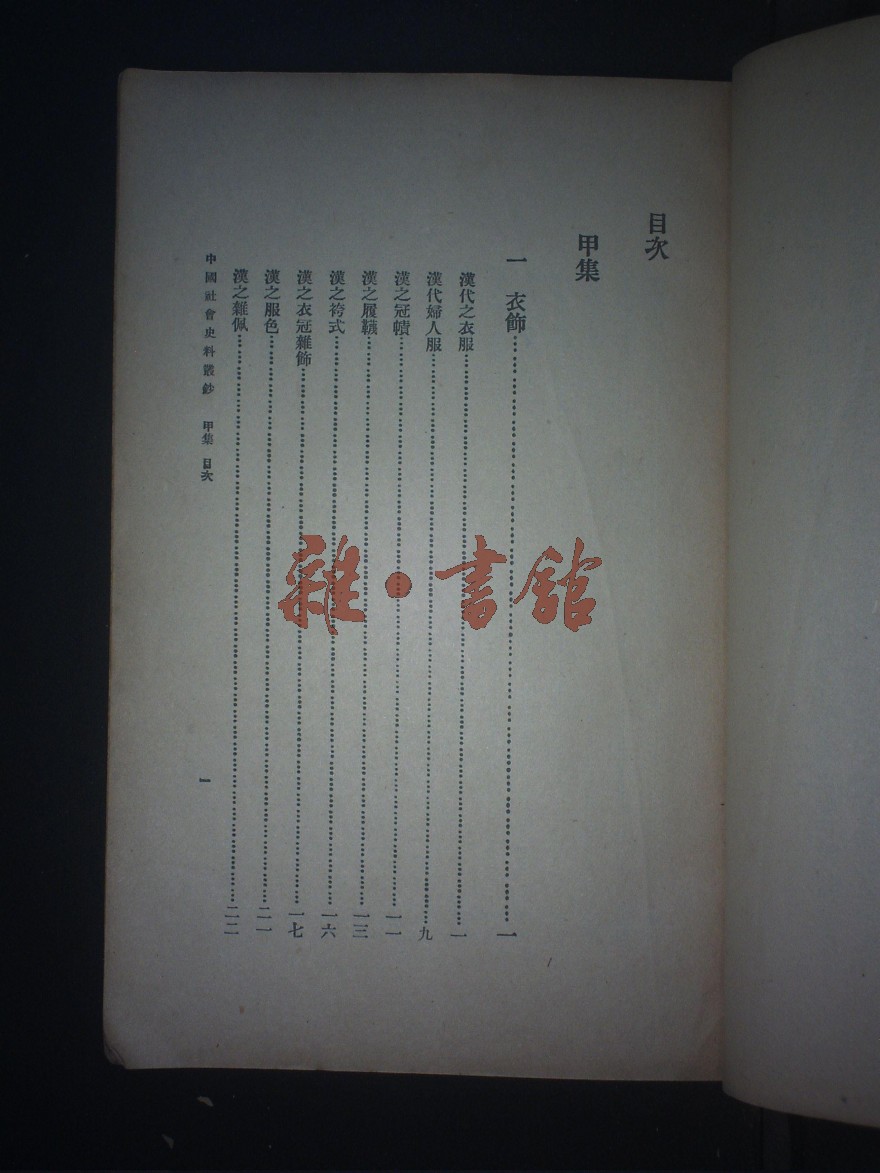 目次
甲集
一 衣飾……一
漢代之衣服……一
漢代婦人服……九
漢之冠幘……一一
漢之履韈……一三
漢之袴式……一六
漢之衣冠雜飾……一七
漢之服色……二一
漢之雜佩……二二
中國社會史料叢鈔 甲集 目次
一
雜·書館